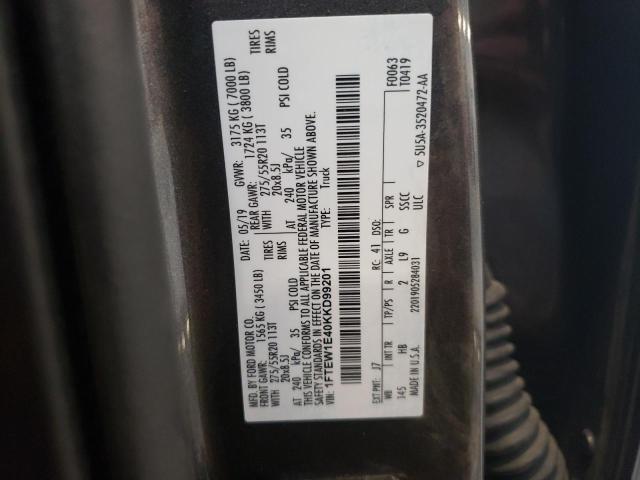 MFD. BY FORD MOTOR CO.
DATE: 05/19 GVWR: 3175 KG ( 7000 LB)
FRONT GAWR: 1565 KG ( 3450 LB) REAR GAWR: 1724 KG ( 3800 LB)
WITH 275/55R20 113T TIRES WITH 275/55R20 113T TIRES
20x8.5J RIMS 20x8.5J RIMS
AT 240 kPa/ 35 PSI COLD AT 240 kPa/ 35 PSI COLD
THIS VEHICLE CONFORMS TO ALL APPLICABLE FEDERAL MOTOR VEHICLE
SAFETY STANDARDS IN EFFECT ON THE DATE OF MANUFACTURE SHOWN ABOVE.
VIN: 1FTEW1E40KKD99201 TYPE: Truck
F0063
T0419
EXT PNT: J7 RC: 41 DSO:
WB INT TR TP/PS R AXLE TR SPR
145 HB 2 L9 G SSCC
ULC
2201905284031
MADE IN U.S.A.
▽ 5U5A-3520472-AA